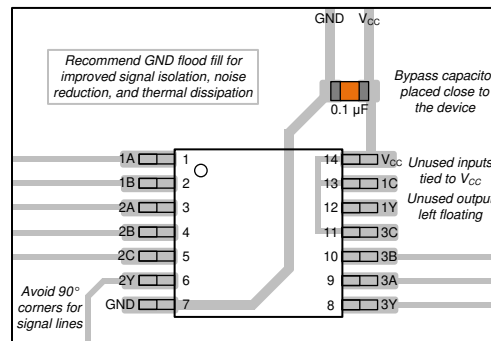 GND V_CC
Recommend GND flood fill for
improved signal isolation, noise
reduction, and thermal dissipation
Bypass capacito
placed close to
the device
0.1 µF
1A 1 14 V_CC
1B 2 13 1C
2A 3 12 1Y
2B 4 11 3C
2C 5 10 3B
2Y 6 9 3A
GND 7 8 3Y
Unused inputs
tied to V_CC
Unused output
left floating
Avoid 90°
corners for
signal lines